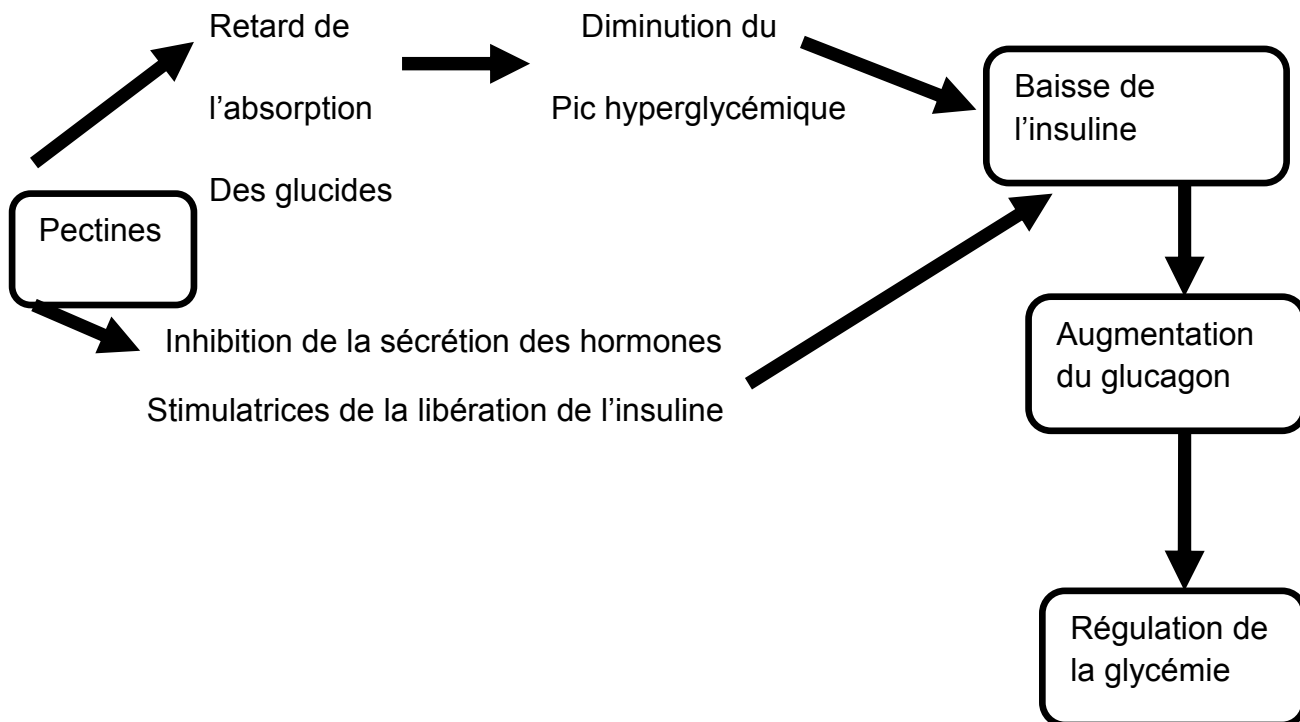 Retard de
l’absorption
Des glucides
Diminution du
Pic hyperglycémique
Baisse de
l’insuline
Pectines
Inhibition de la sécrétion des hormones
Stimulatrices de la libération de l’insuline
Augmentation
du glucagon
Régulation de
la glycémie